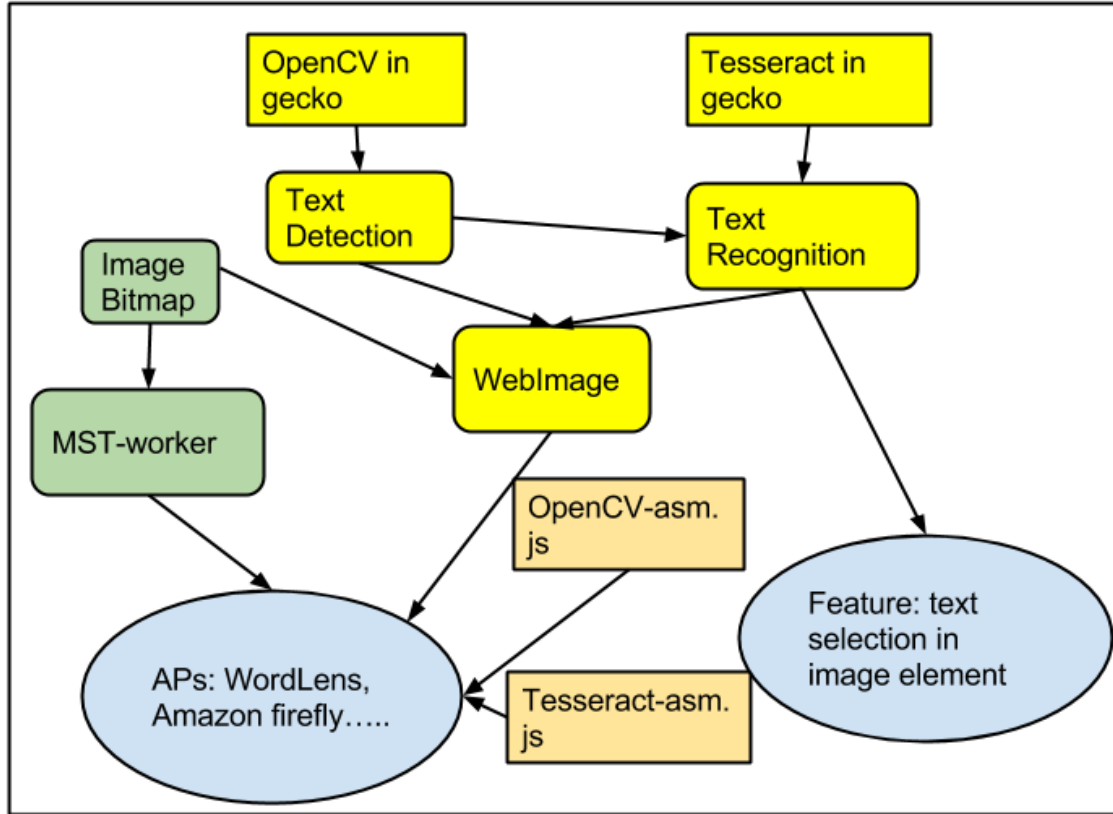 OpenCV in
gecko
Tesseract in
gecko
Text
Detection
Text
Recognition
Image
Bitmap
WebImage
MST-worker
OpenCV-asm.
js
Feature: text
selection in
image element
APs: WordLens,
Amazon firefly.....
Tesseract-asm.
js